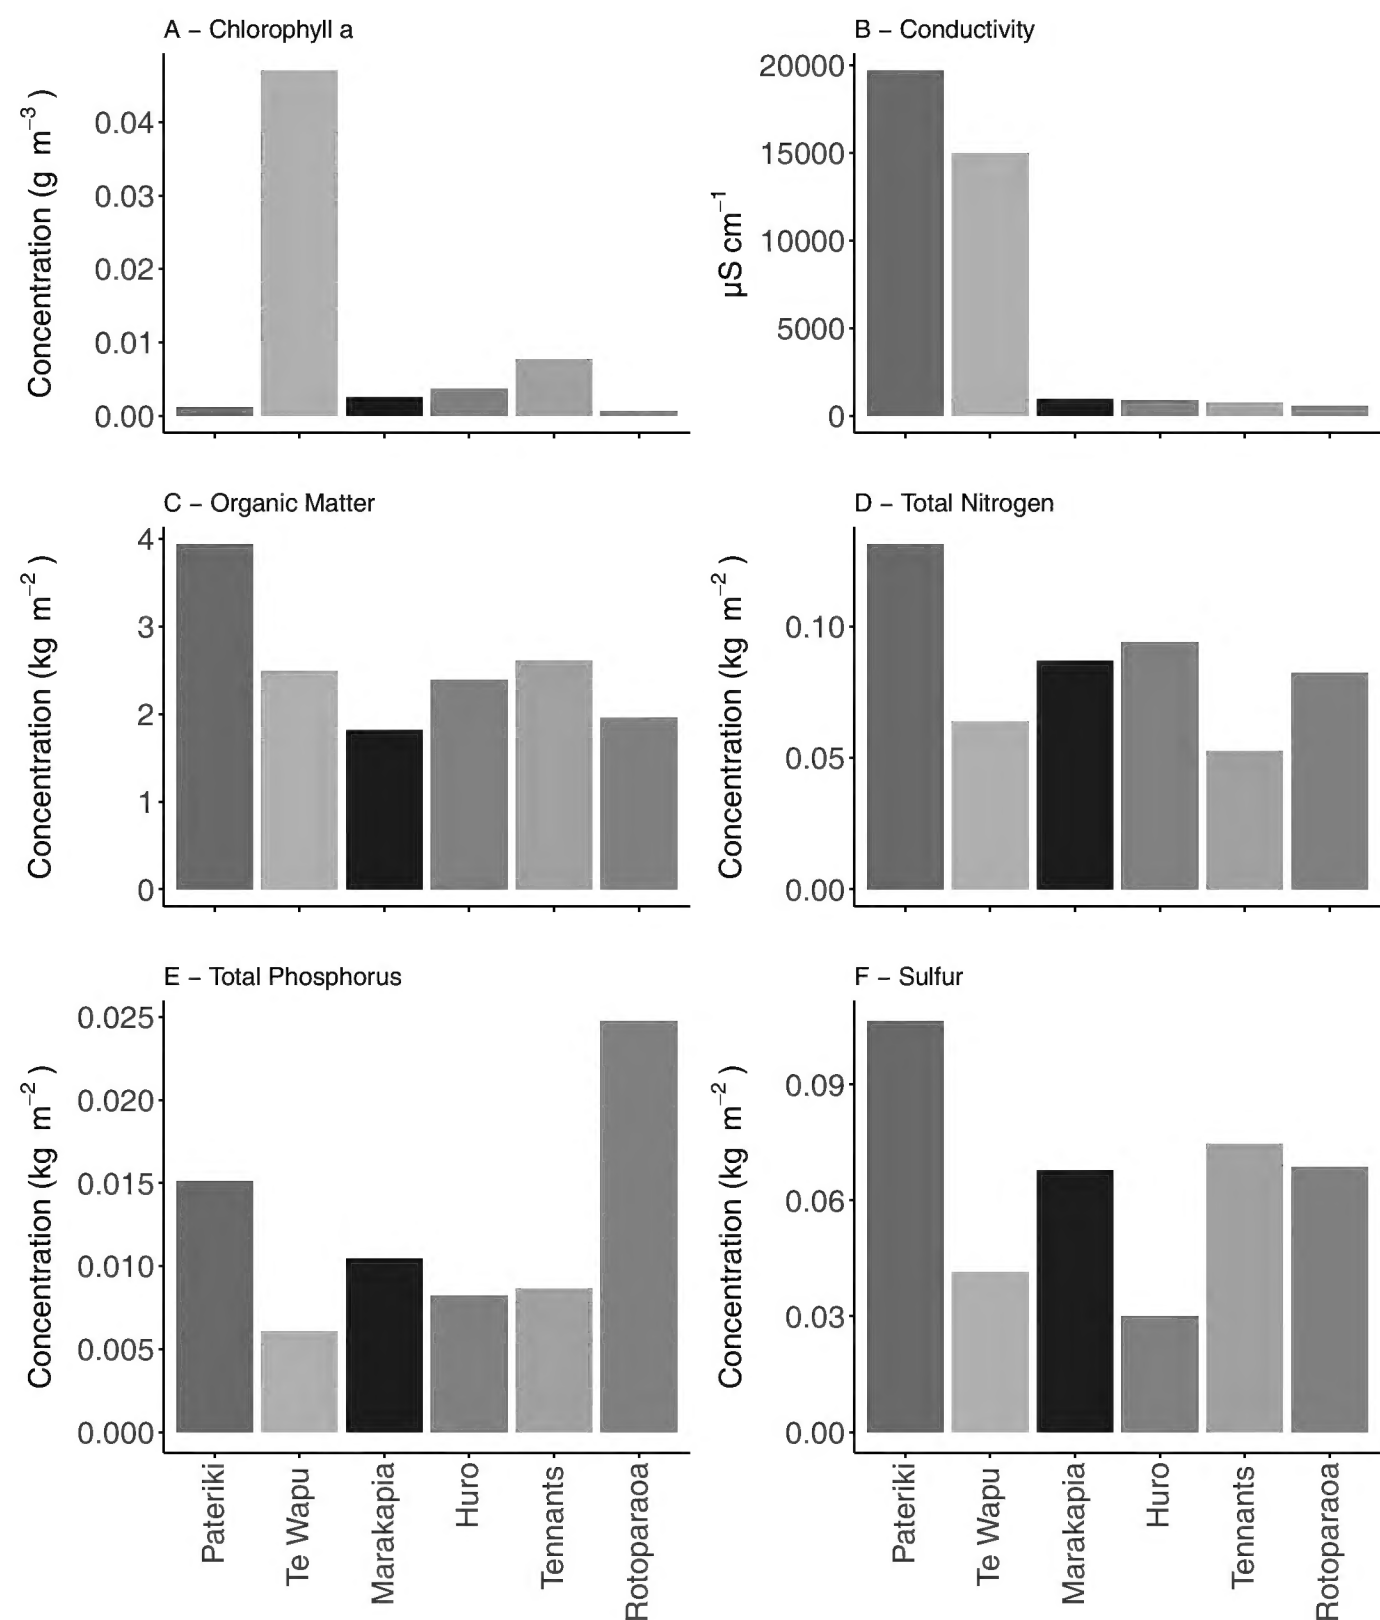 A – Chlorophyll a
Concentration (g m⁻³ )
0.04
0.03
0.02
0.01
0.00
B – Conductivity
µS cm⁻¹
20000
15000
10000
5000
0
C – Organic Matter
Concentration (kg m⁻² )
4
3
2
1
0
D – Total Nitrogen
Concentration (kg m⁻² )
0.10
0.05
0.00
E – Total Phosphorus
Concentration (kg m⁻² )
0.025
0.020
0.015
0.010
0.005
0.000
Pateriki
Te Wapu
Marakapia
Huro
Tennants
Rotoparaoa
F – Sulfur
Concentration (kg m⁻² )
0.09
0.06
0.03
0.00
Pateriki
Te Wapu
Marakapia
Huro
Tennants
Rotoparaoa